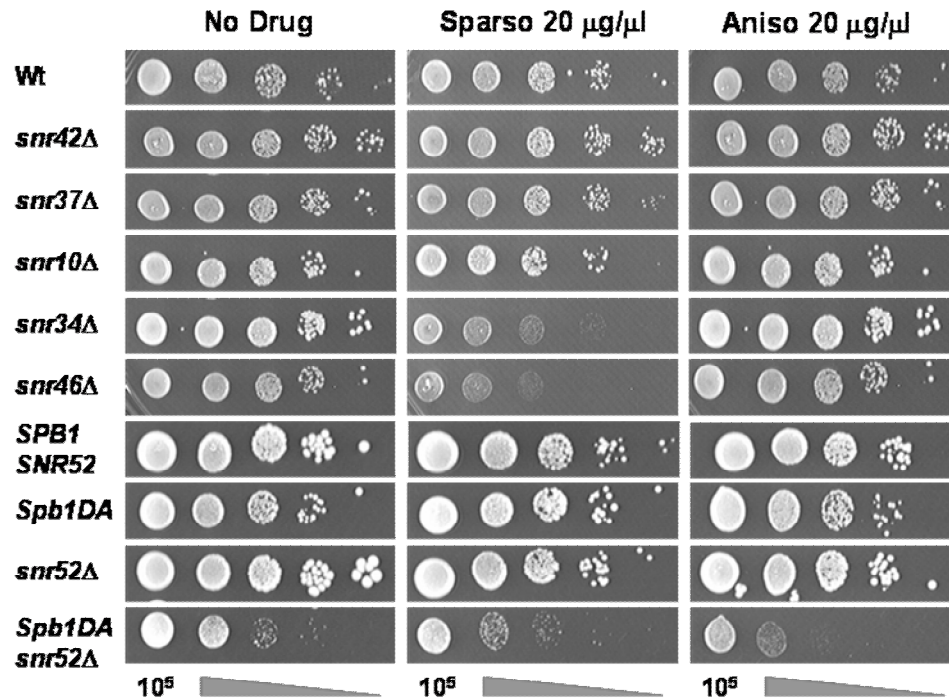 No Drug Sparso 20 μg/μl Aniso 20 μg/μl
Wt
snr42Δ
snr37Δ
snr10Δ
snr34Δ
snr46Δ
SPB1
SNR52
Spb1DA
snr52Δ
Spb1DA
snr52Δ
10⁵ 10⁵ 10⁵